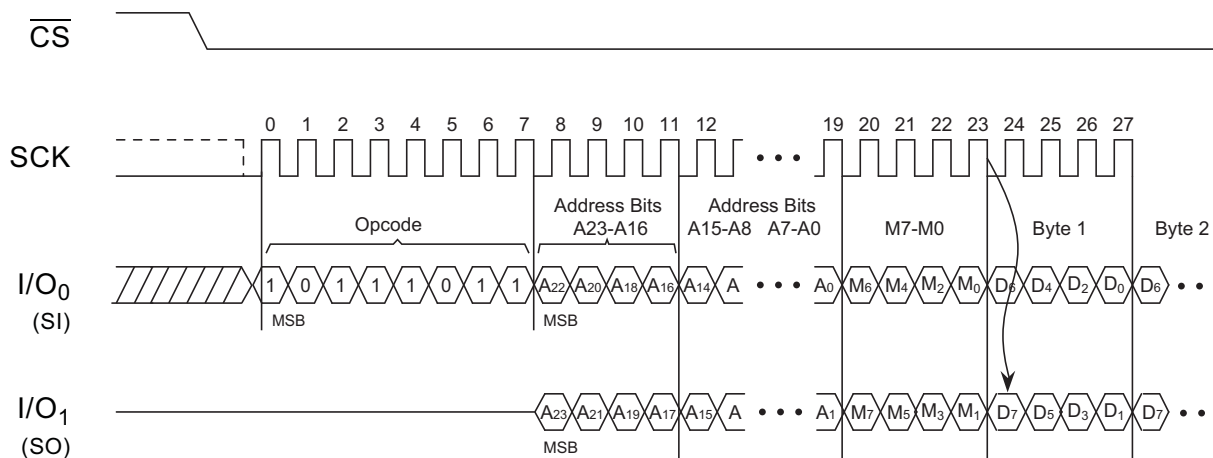 CS
0 1 2 3 4 5 6 7 8 9 10 11 12 19 20 21 22 23 24 25 26 27
SCK
• • •
Address Bits Address Bits
Opcode A23-A16 A15-A8 A7-A0 M7-M0 Byte 1 Byte 2
I/O0 1 0 1 1 1 0 1 1 A22 A20 A18 A16 A14 A • • • A0 M6 M4 M2 M0 D6 D4 D2 D0 D6 • •
(SI) MSB MSB
I/O1 A23 A21 A19 A17 A15 A • • • A1 M7 M5 M3 M1 D7 D5 D3 D1 D7 • •
(SO) MSB